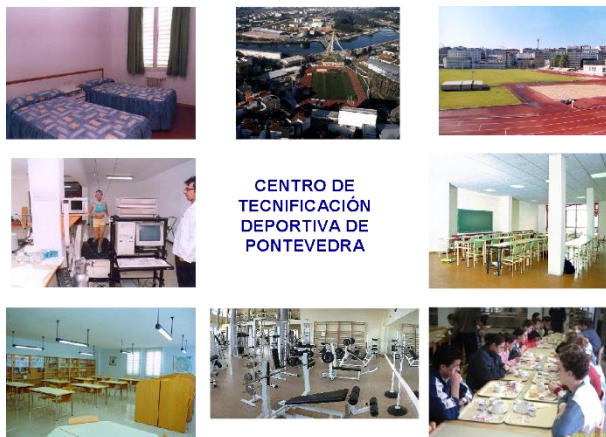 CENTRO DE
TECNIFICACIÓN
DEPORTIVA DE
PONTEVEDRA